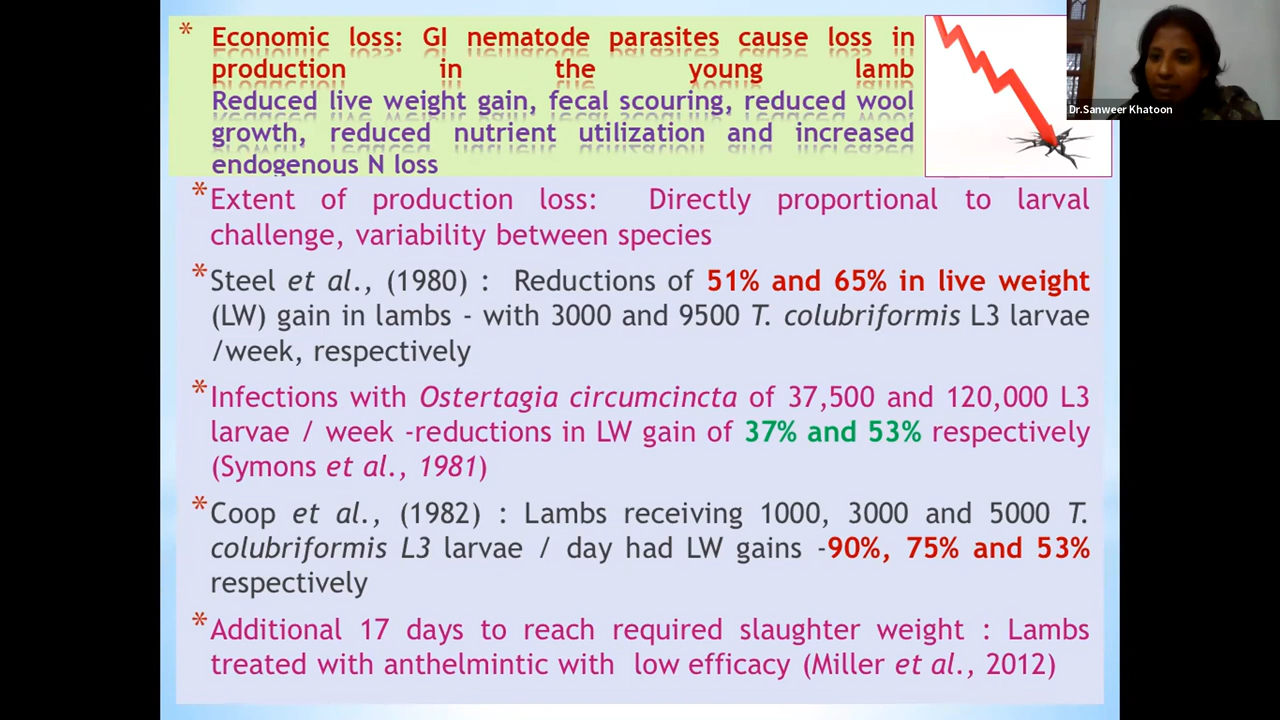 * Economic loss: GI nematode parasites cause loss in
production in the young lamb
Reduced live weight gain, fecal scouring, reduced wool
growth, reduced nutrient utilization and increased
endogenous N loss
Dr.Sanweer Khatoon
*Extent of production loss: Directly proportional to larval
challenge, variability between species
*Steel et al., (1980) : Reductions of 51% and 65% in live weight
(LW) gain in lambs - with 3000 and 9500 T. colubriformis L3 larvae
/week, respectively
*Infections with Ostertagia circumcincta of 37,500 and 120,000 L3
larvae / week -reductions in LW gain of 37% and 53% respectively
(Symons et al., 1981)
*Coop et al., (1982) : Lambs receiving 1000, 3000 and 5000 T.
colubriformis L3 larvae / day had LW gains -90%, 75% and 53%
respectively
*Additional 17 days to reach required slaughter weight : Lambs
treated with anthelmintic with low efficacy (Miller et al., 2012)